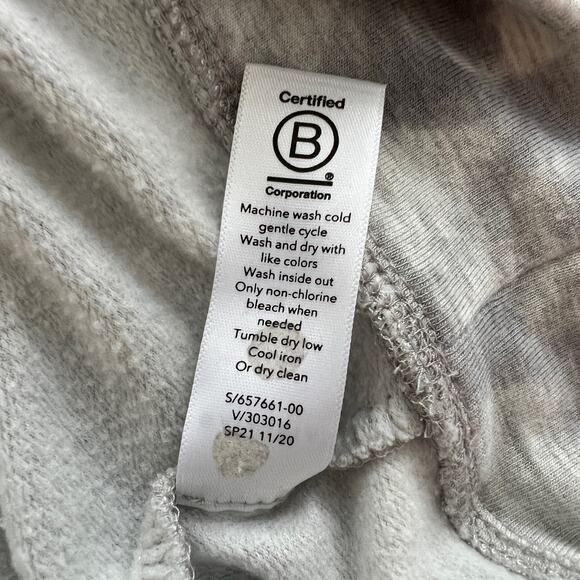 Certified
B
®
Corporation
Machine wash cold
gentle cycle
Wash and dry with
like colors
Wash inside out
Only non-chlorine
bleach when
needed
Tumble dry low
Cool iron
Or dry clean
S/657661-00
V/303016
SP21 11/20